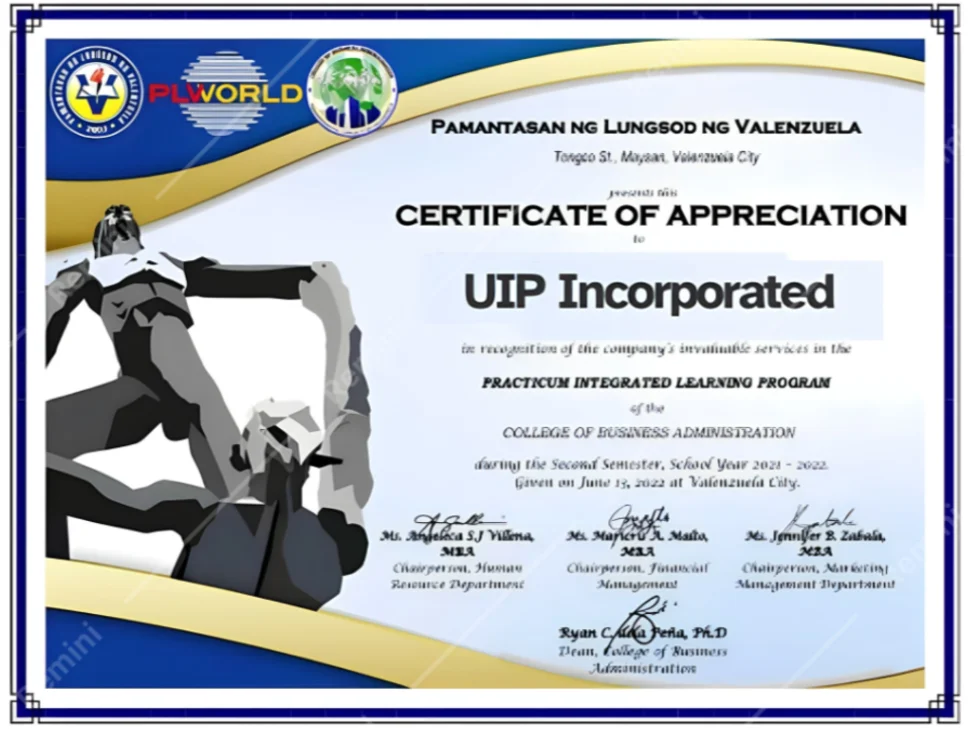 PAMANTASAN NG LUNGSOD NG VALENZUELA
2002
PLWORLD
PAMANTASAN NG LUNGSOD NG VALENZUELA
Tongco St., Maysan, Valenzuela City
presents this
CERTIFICATE OF APPRECIATION
to
UIP Incorporated
in recognition of the company's invaluable services in the
PRACTICUM INTEGRATED LEARNING PROGRAM
of the
COLLEGE OF BUSINESS ADMINISTRATION
during the Second Semester, School Year 2021 - 2022.
Given on June 13, 2022 at Valenzuela City.
Ms. Angelica S.J Villena, Ms. Maricris A. Maito, Ms. Jennifer B. Zabala,
MBA MBA MBA
Chairperson, Human Chairperson, Financial Chairperson, Marketing
Resource Department Management Management Department
Ryan C. dela Peña, Ph.D
Dean, College of Business
Administration
Remini